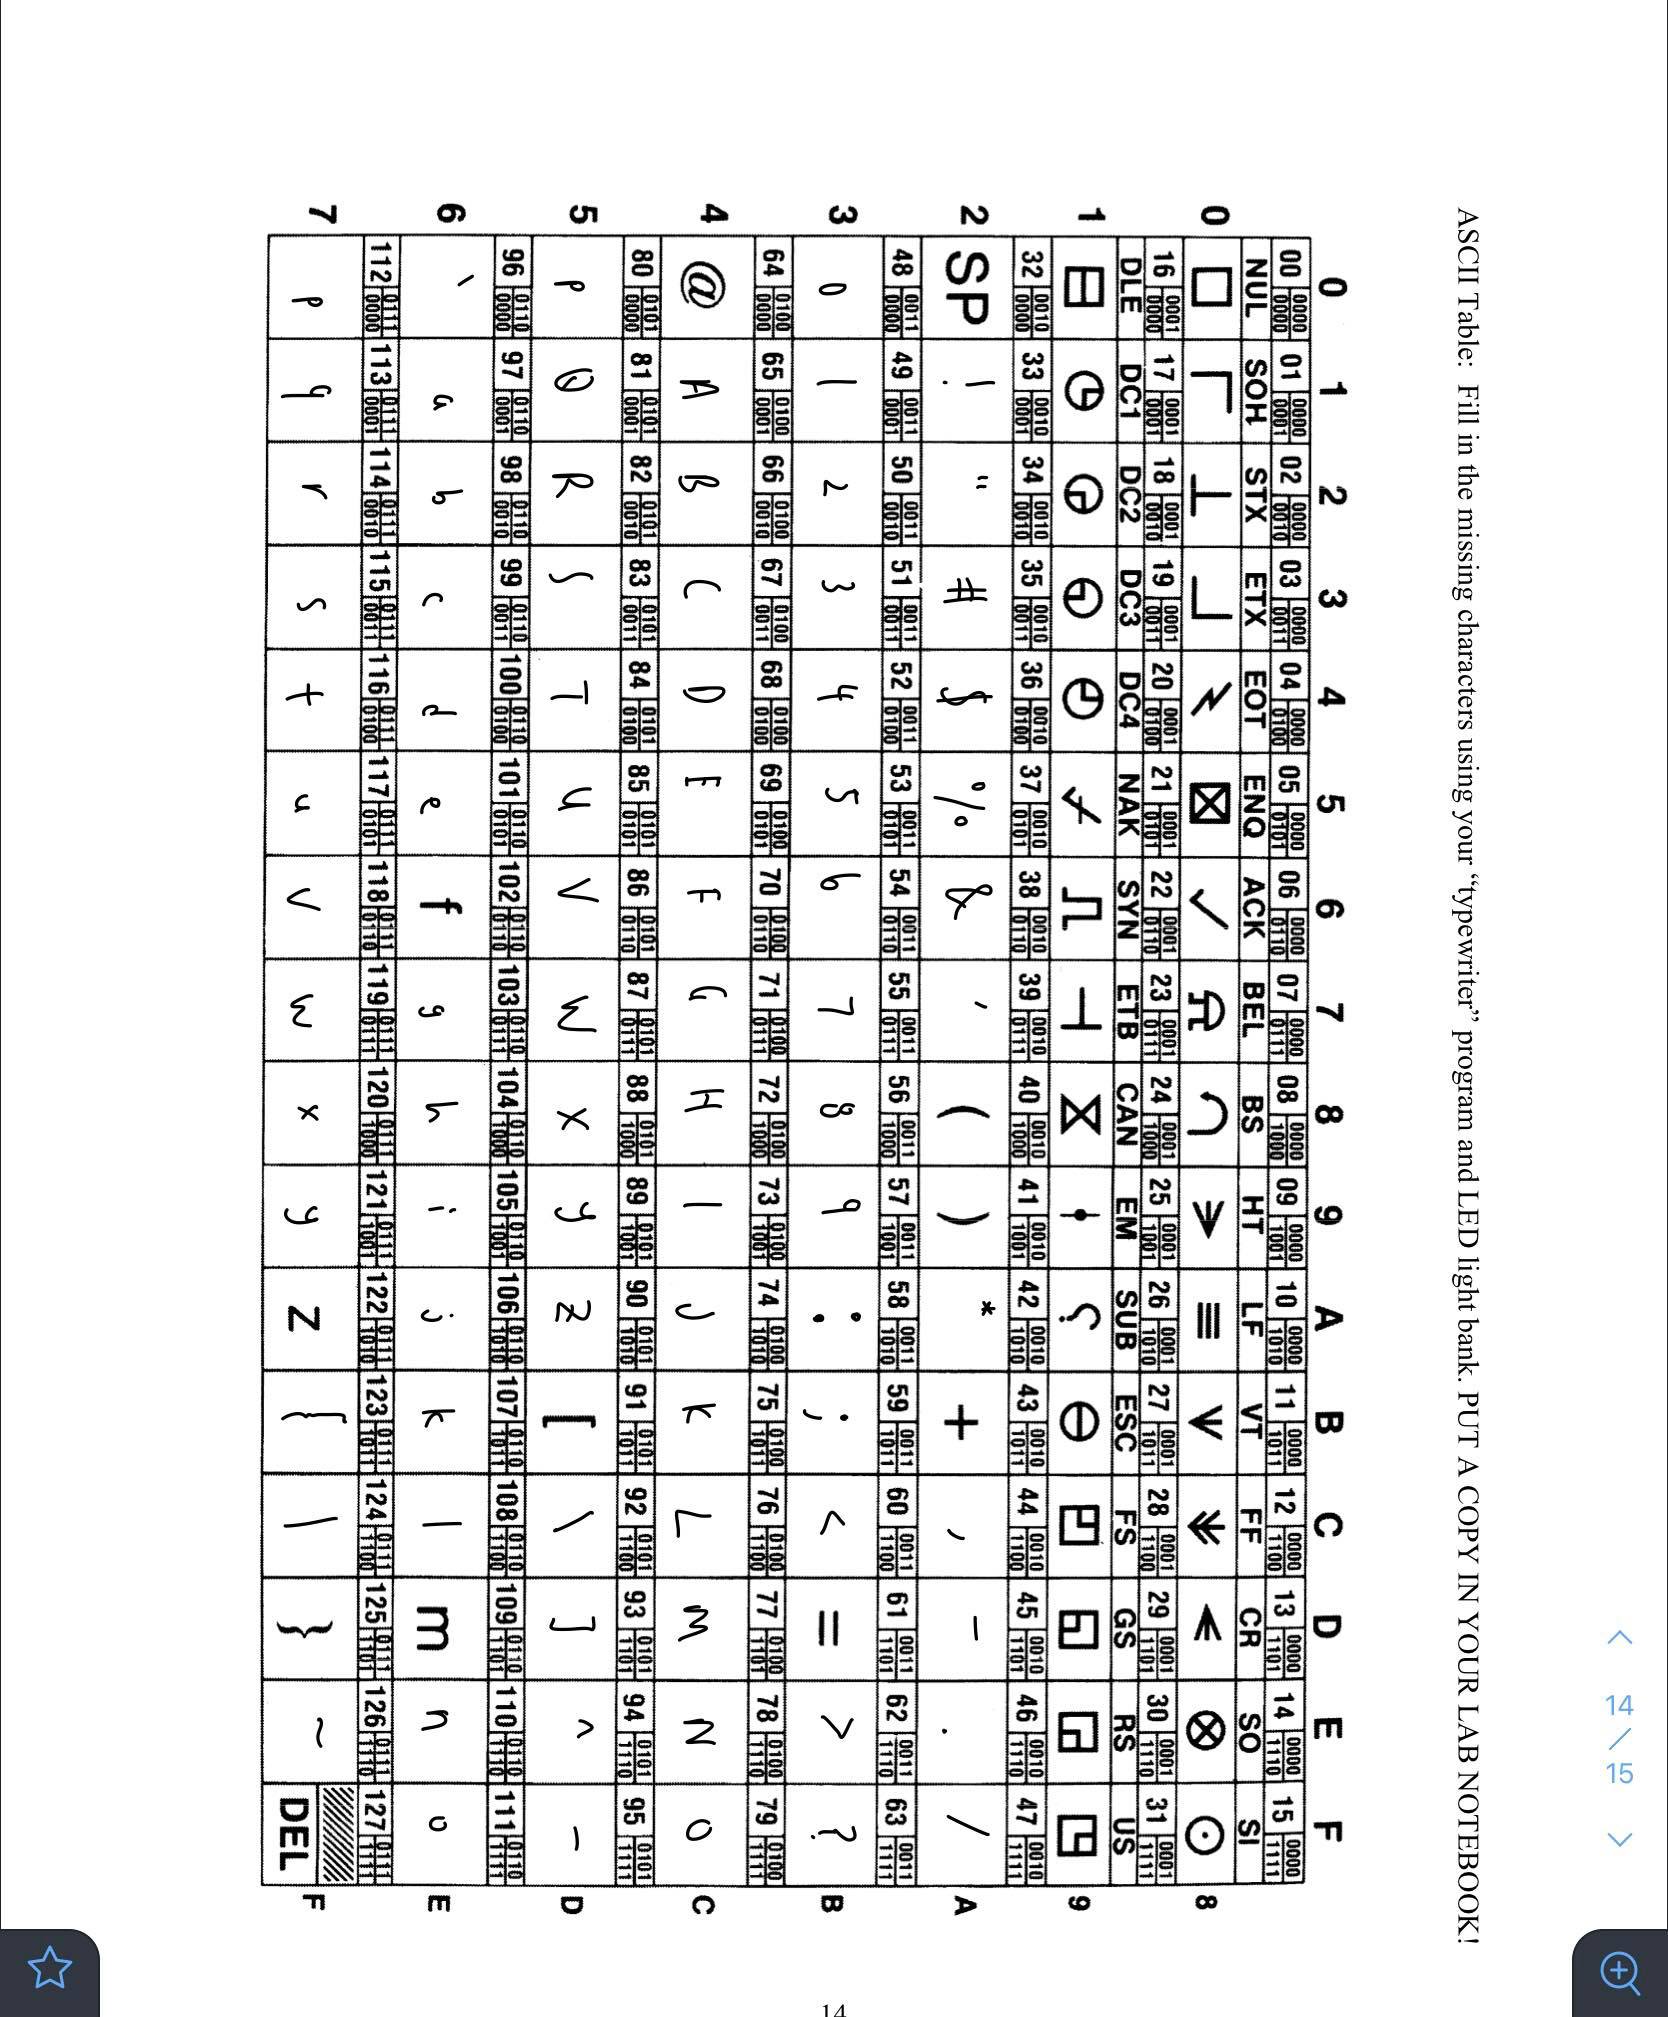 ASCII Table: Fill in the missing characters using your “typewriter” program and LED light bank. PUT A COPY IN YOUR LAB NOTEBOOK!
0 1 2 3 4 5 6 7 8 9 A B C D E F
00 0000 0000 01 0000 0001 02 0000 0010 03 0000 0011 04 0000 0100 05 0000 0101 06 0000 0110 07 0000 0111 08 0000 1000 09 0000 1001 10 0000 1010 11 0000 1011 12 0000 1100 13 0000 1101 14 0000 1110 15 0000 1111
NUL SOH STX ETX EOT ENQ ACK BEL BS HT LF VT FF CR SO SI
0 8
16 0001 0000 17 0001 0001 18 0001 0010 19 0001 0011 20 0001 0100 21 0001 0101 22 0001 0110 23 0001 0111 24 0001 1000 25 0001 1001 26 0001 1010 27 0001 1011 28 0001 1100 29 0001 1101 30 0001 1110 31 0001 1111
DLE DC1 DC2 DC3 DC4 NAK SYN ETB CAN EM SUB ESC FS GS RS US
1 9
32 0010 0000 33 0010 0001 34 0010 0010 35 0010 0011 36 0010 0100 37 0010 0101 38 0010 0110 39 0010 0111 40 0010 1000 41 0010 1001 42 0010 1010 43 0010 1011 44 0010 1100 45 0010 1101 46 0010 1110 47 0010 1111
2 SP ! " # $ % & ' ( ) * + , - . / A
48 0011 0000 49 0011 0001 50 0011 0010 51 0011 0011 52 0011 0100 53 0011 0101 54 0011 0110 55 0011 0111 56 0011 1000 57 0011 1001 58 0011 1010 59 0011 1011 60 0011 1100 61 0011 1101 62 0011 1110 63 0011 1111
3 0 1 2 3 4 5 6 7 8 9 : ; < = > ? B
64 0100 0000 65 0100 0001 66 0100 0010 67 0100 0011 68 0100 0100 69 0100 0101 70 0100 0110 71 0100 0111 72 0100 1000 73 0100 1001 74 0100 1010 75 0100 1011 76 0100 1100 77 0100 1101 78 0100 1110 79 0100 1111
4 @ A B C D E F G H I J K L M N O C
80 0101 0000 81 0101 0001 82 0101 0010 83 0101 0011 84 0101 0100 85 0101 0101 86 0101 0110 87 0101 0111 88 0101 1000 89 0101 1001 90 0101 1010 91 0101 1011 92 0101 1100 93 0101 1101 94 0101 1110 95 0101 1111
5 P Q R S T U V W X Y Z [ \ ] ^ _ D
96 0110 0000 97 0110 0001 98 0110 0010 99 0110 0011 100 0110 0100 101 0110 0101 102 0110 0110 103 0110 0111 104 0110 1000 105 0110 1001 106 0110 1010 107 0110 1011 108 0110 1100 109 0110 1101 110 0110 1110 111 0110 1111
6 ` a b c d e f g h i j k l m n o E
112 0111 0000 113 0111 0001 114 0111 0010 115 0111 0011 116 0111 0100 117 0111 0101 118 0111 0110 119 0111 0111 120 0111 1000 121 0111 1001 122 0111 1010 123 0111 1011 124 0111 1100 125 0111 1101 126 0111 1110 127 0111 1111
7 p q r s t u v w x y z { | } ~ DEL F
14
14 / 15